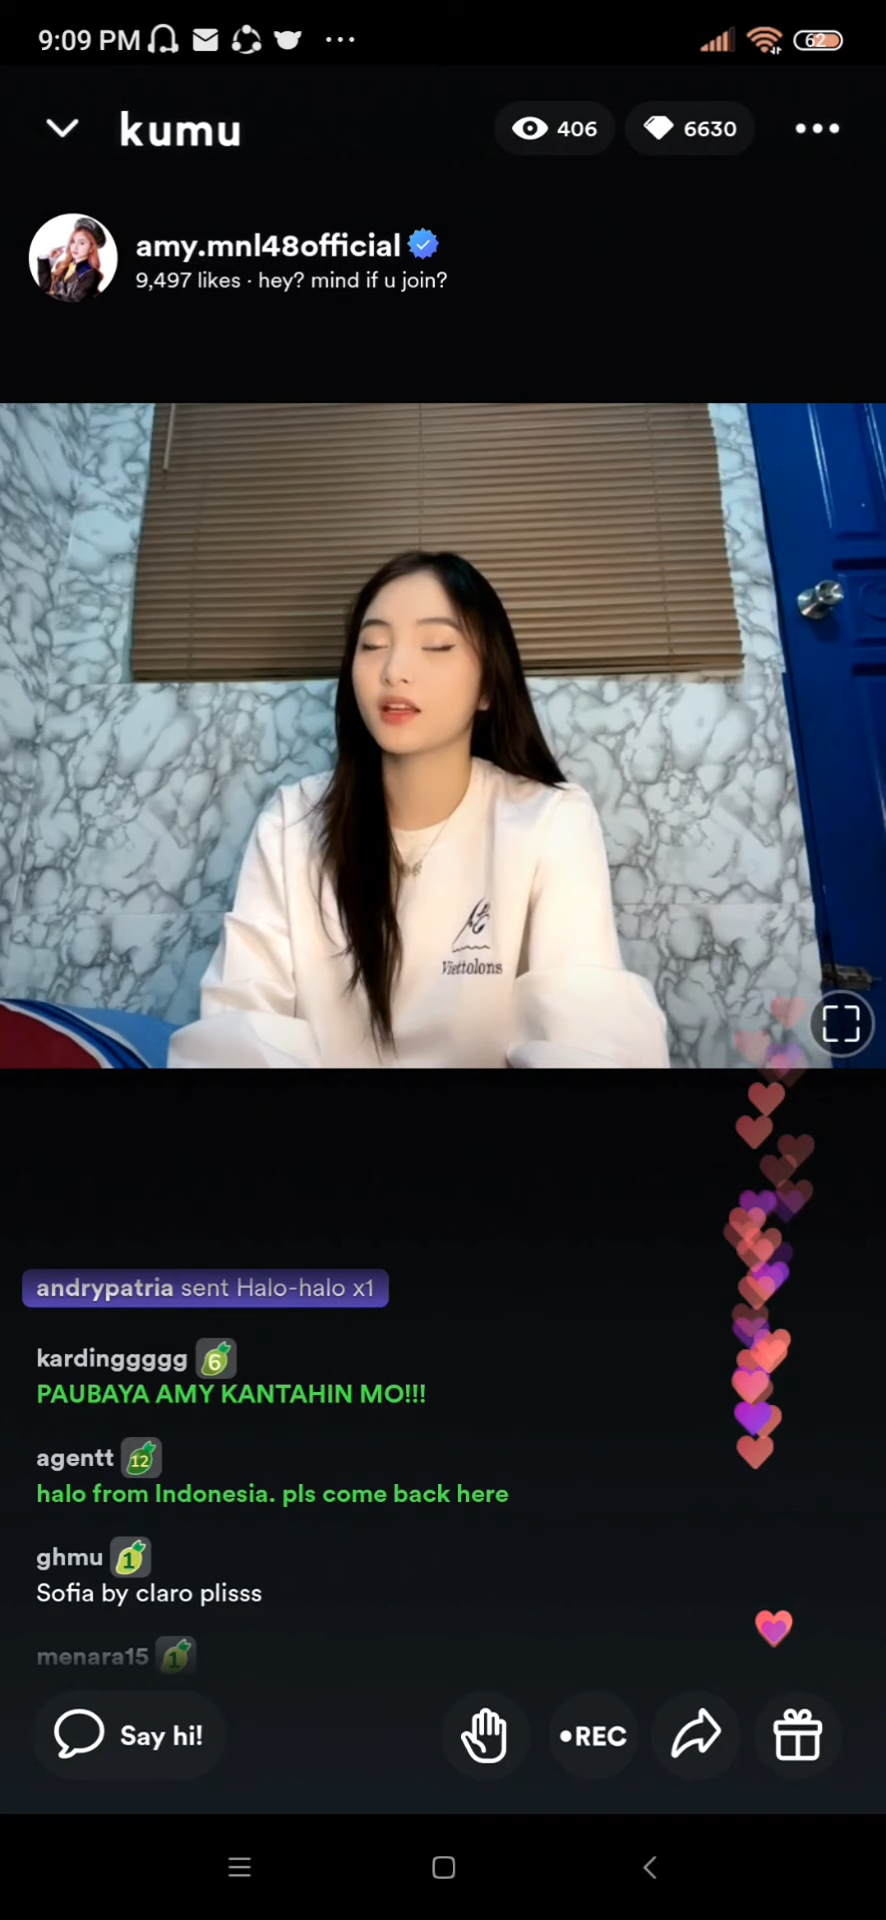 9:09 PM
62
kumu
406
6630
amy.mnl48official
9,497 likes · hey? mind if u join?
Viettolons
andrypatria sent Halo-halo x1
kardinggggg 6
PAUBAYA AMY KANTAHIN MO!!!
agentt 12
halo from Indonesia. pls come back here
ghmu 1
Sofia by claro plisss
menara15 1
Say hi!
•REC